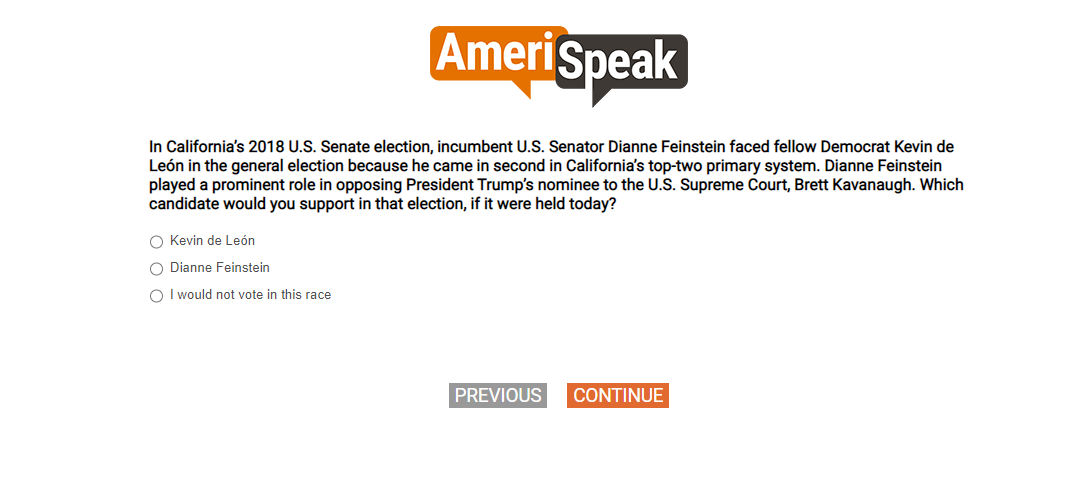 AmeriSpeak
In California’s 2018 U.S. Senate election, incumbent U.S. Senator Dianne Feinstein faced fellow Democrat Kevin de
León in the general election because he came in second in California’s top-two primary system. Dianne Feinstein
played a prominent role in opposing President Trump’s nominee to the U.S. Supreme Court, Brett Kavanaugh. Which
candidate would you support in that election, if it were held today?
Kevin de León
Dianne Feinstein
I would not vote in this race
PREVIOUS CONTINUE